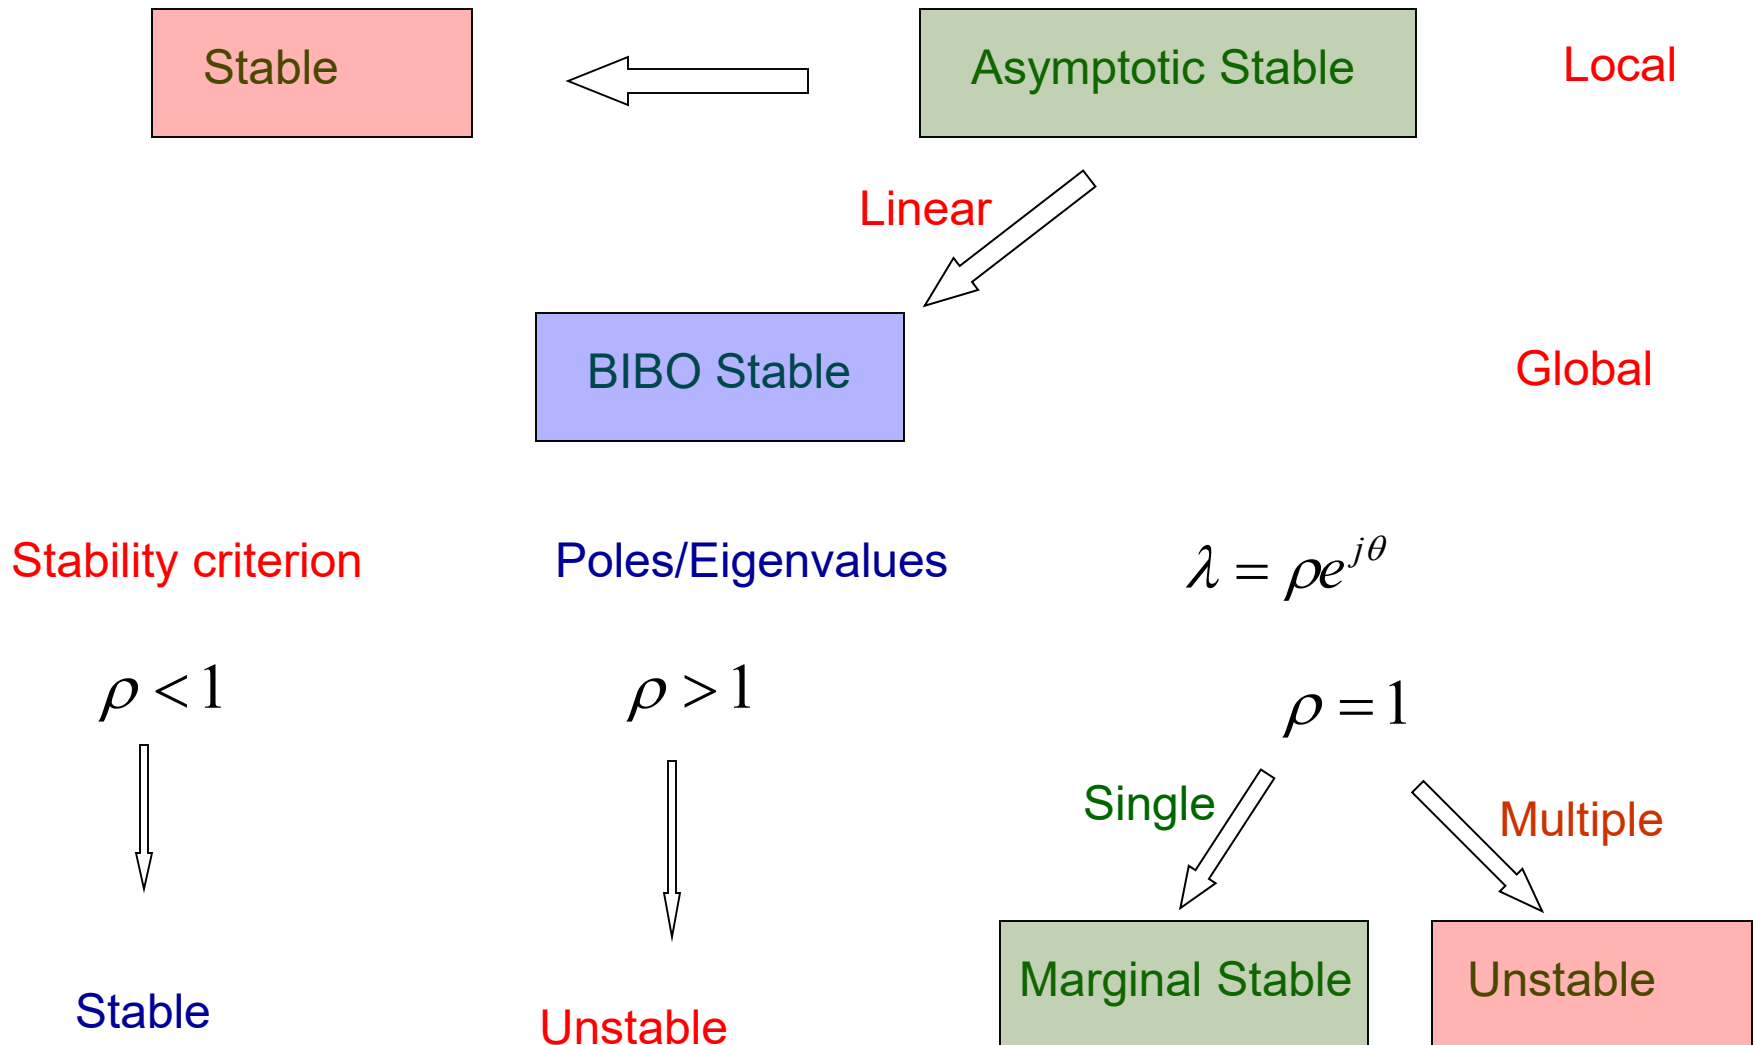 Stable
Asymptotic Stable
Local
Linear
BIBO Stable
Global
Stability criterion
Poles/Eigenvalues
λ = ρe^{jθ}
ρ < 1
ρ > 1
ρ = 1
Single
Multiple
Marginal Stable
Unstable
Stable
Unstable